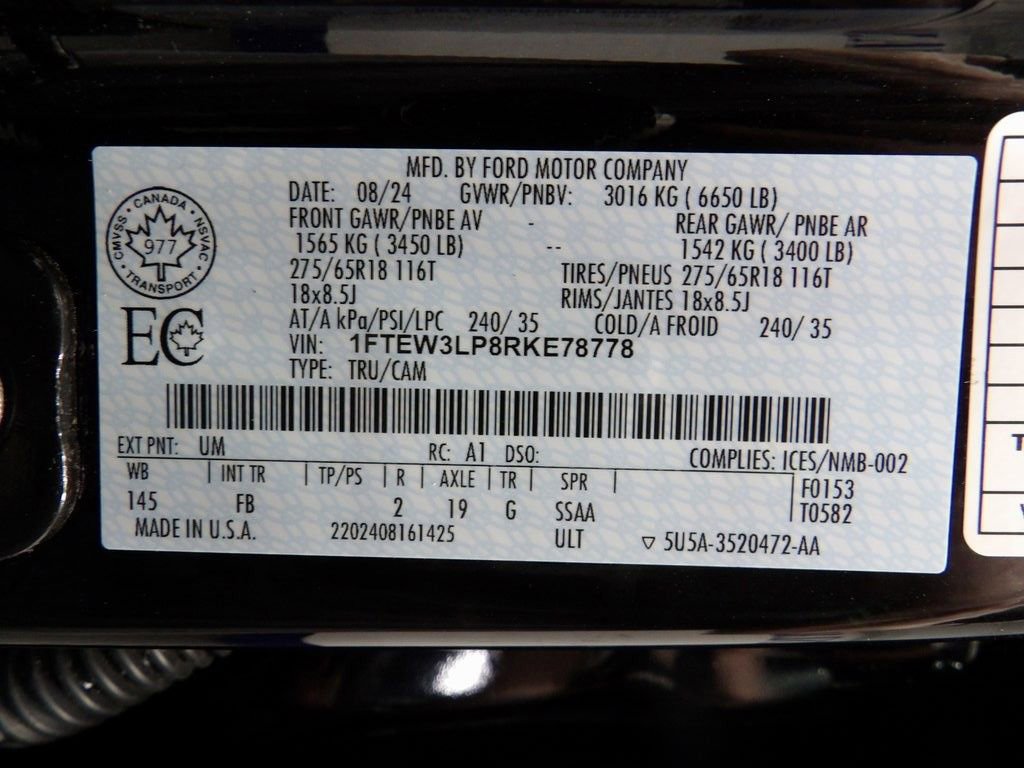 MFD. BY FORD MOTOR COMPANY
DATE: 08/24 GVWR/PNBV: 3016 KG ( 6650 LB)
FRONT GAWR/PNBE AV - REAR GAWR/ PNBE AR
1565 KG ( 3450 LB) -- 1542 KG ( 3400 LB)
275/65R18 116T TIRES/PNEUS 275/65R18 116T
18x8.5J RIMS/JANTES 18x8.5J
AT/A kPa/PSI/LPC 240/ 35 COLD/A FROID 240/ 35
VIN: 1FTEW3LP8RKE78778
TYPE: TRU/CAM
CANADA
CMVSS • NSVAC
977
TRANSPORT
EC
EXT PNT: UM RC: A1 DSO: COMPLIES: ICES/NMB-002
WB | INT TR | TP/PS | R | AXLE | TR | SPR | F0153
145 FB 2 19 G SSAA T0582
MADE IN U.S.A. 2202408161425 ULT ▽ 5U5A-3520472-AA